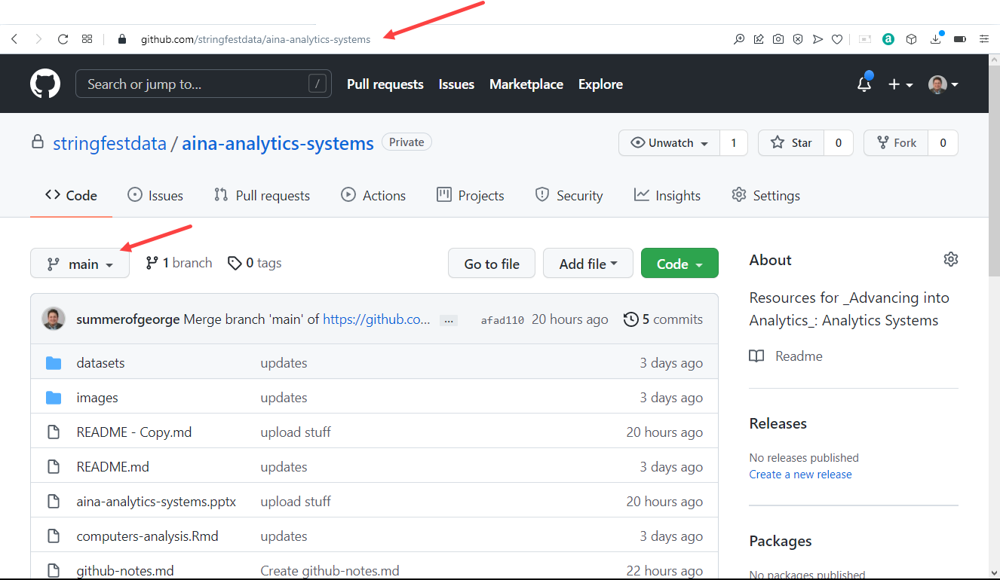 github.com/stringfestdata/aina-analytics-systems
a
Search or jump to... / Pull requests Issues Marketplace Explore
stringfestdata / aina-analytics-systems Private Unwatch 1 Star 0 Fork 0
Code Issues Pull requests Actions Projects Security Insights Settings
main 1 branch 0 tags Go to file Add file Code
summerofgeorge Merge branch 'main' of https://github.co... ... afad110 20 hours ago 5 commits
datasets updates 3 days ago
images updates 3 days ago
README - Copy.md upload stuff 20 hours ago
README.md updates 3 days ago
aina-analytics-systems.pptx upload stuff 20 hours ago
computers-analysis.Rmd updates 3 days ago
github-notes.md Create github-notes.md 22 hours ago
About
Resources for _Advancing into
Analytics_: Analytics Systems
Readme
Releases
No releases published
Create a new release
Packages
No packages published